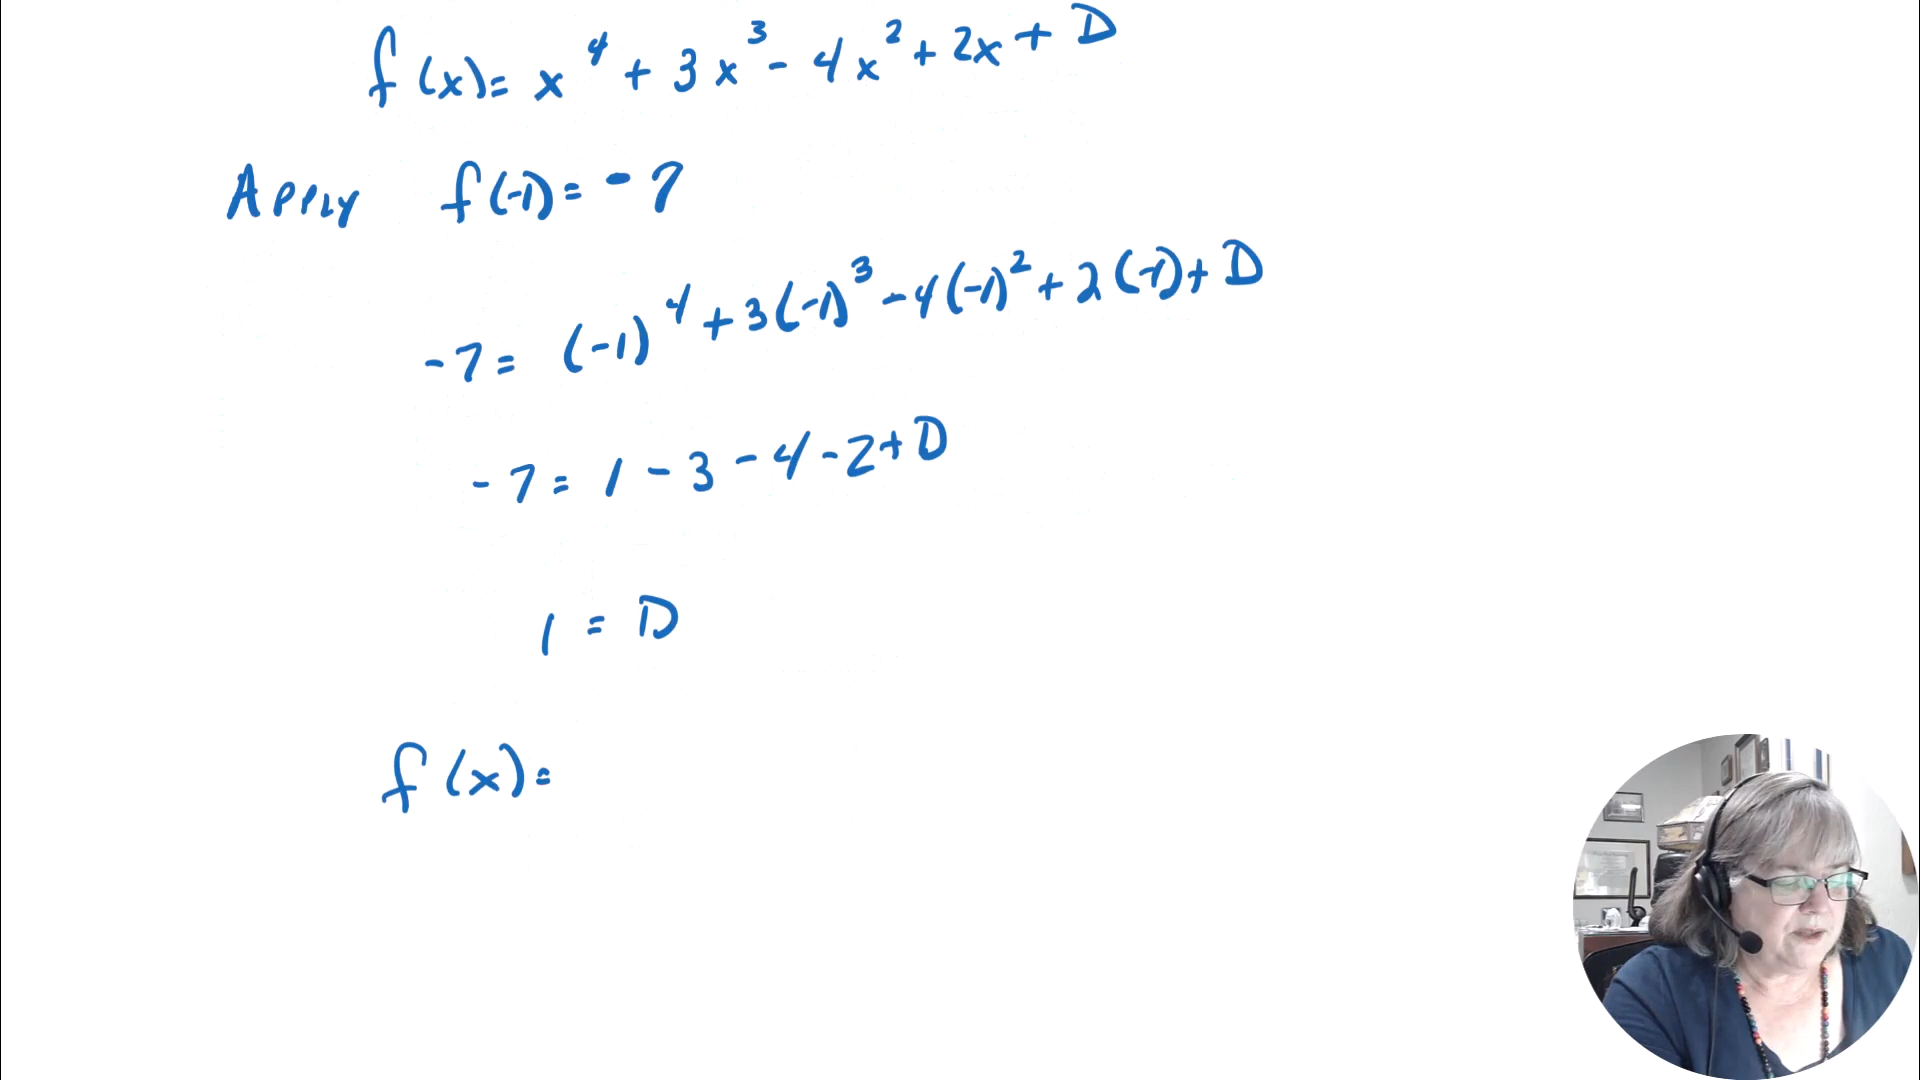 f(x)= x⁴ + 3x³ - 4x² + 2x + D
APPLY f(-1) = -7
-7 = (-1)⁴ + 3(-1)³ - 4(-1)² + 2(-1) + D
-7 = 1 - 3 - 4 - 2 + D
1 = D
f(x)=